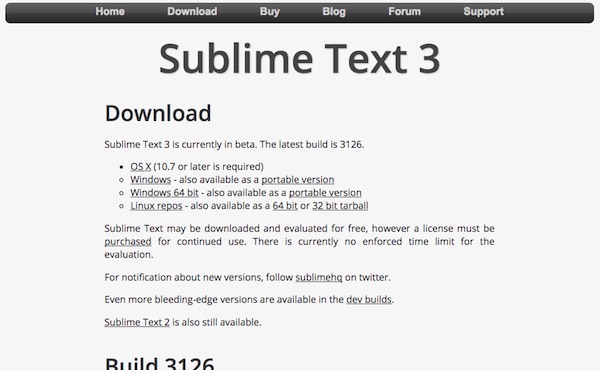 Home Download Buy Blog Forum Support
Sublime Text 3
Download
Sublime Text 3 is currently in beta. The latest build is 3126.
OS X (10.7 or later is required)
Windows - also available as a portable version
Windows 64 bit - also available as a portable version
Linux repos - also available as a 64 bit or 32 bit tarball
Sublime Text may be downloaded and evaluated for free, however a license must be
purchased for continued use. There is currently no enforced time limit for the
evaluation.
For notification about new versions, follow sublimehq on twitter.
Even more bleeding-edge versions are available in the dev builds.
Sublime Text 2 is also still available.
Build 3126